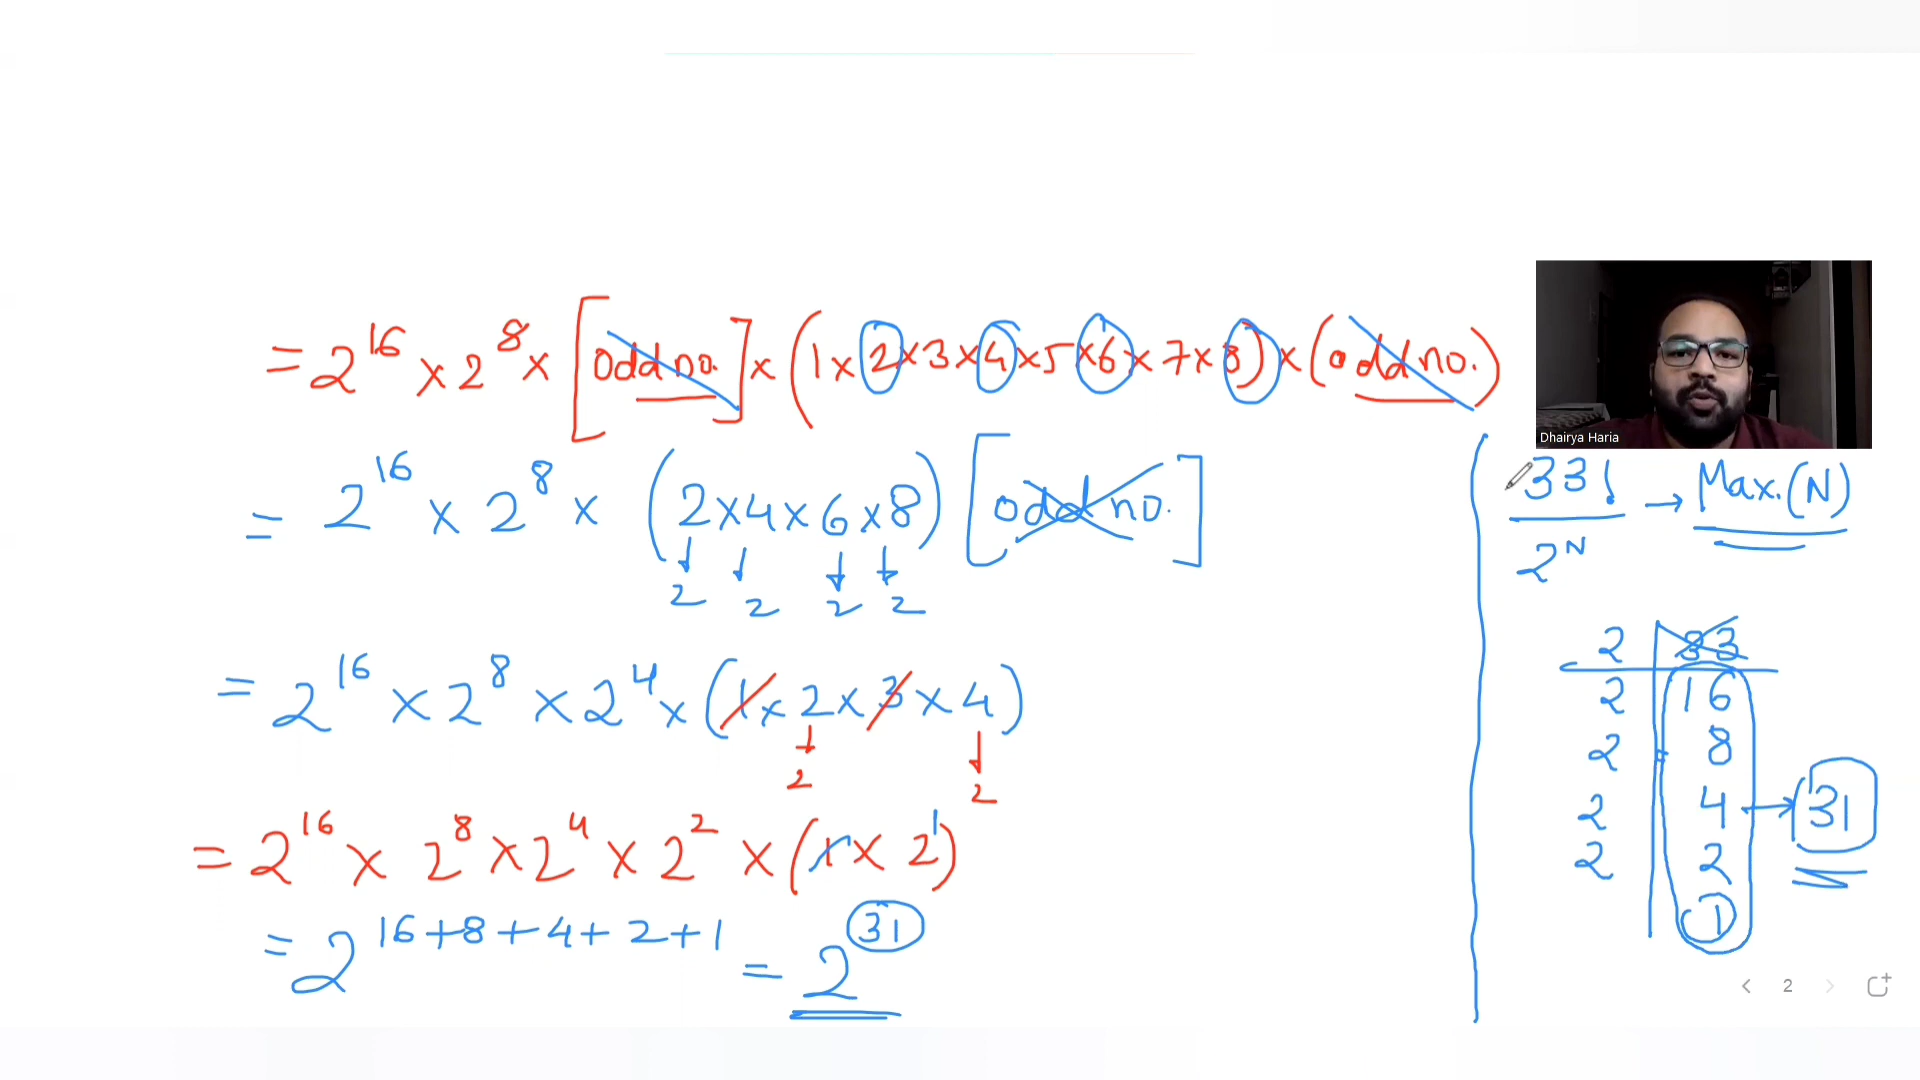 = 2^16 × 2^8 × [odd no.] × (1 × 2 × 3 × 4 × 5 × 6 × 7 × 8) × (odd no.)
= 2^16 × 2^8 × (2 × 4 × 6 × 8) [odd no.]
↓ ↓ ↓ ↓
2 2 2 2
= 2^16 × 2^8 × 2^4 × (1 × 2 × 3 × 4)
↓ ↓
2 2
= 2^16 × 2^8 × 2^4 × 2^2 × (1 × 2^1)
= 2^16+8+4+2+1 = 2^31
Dhairya Haria
33! → Max. (N)
2^N
2 33
2 16
2 8
2 4 → 31
2 2
1
2